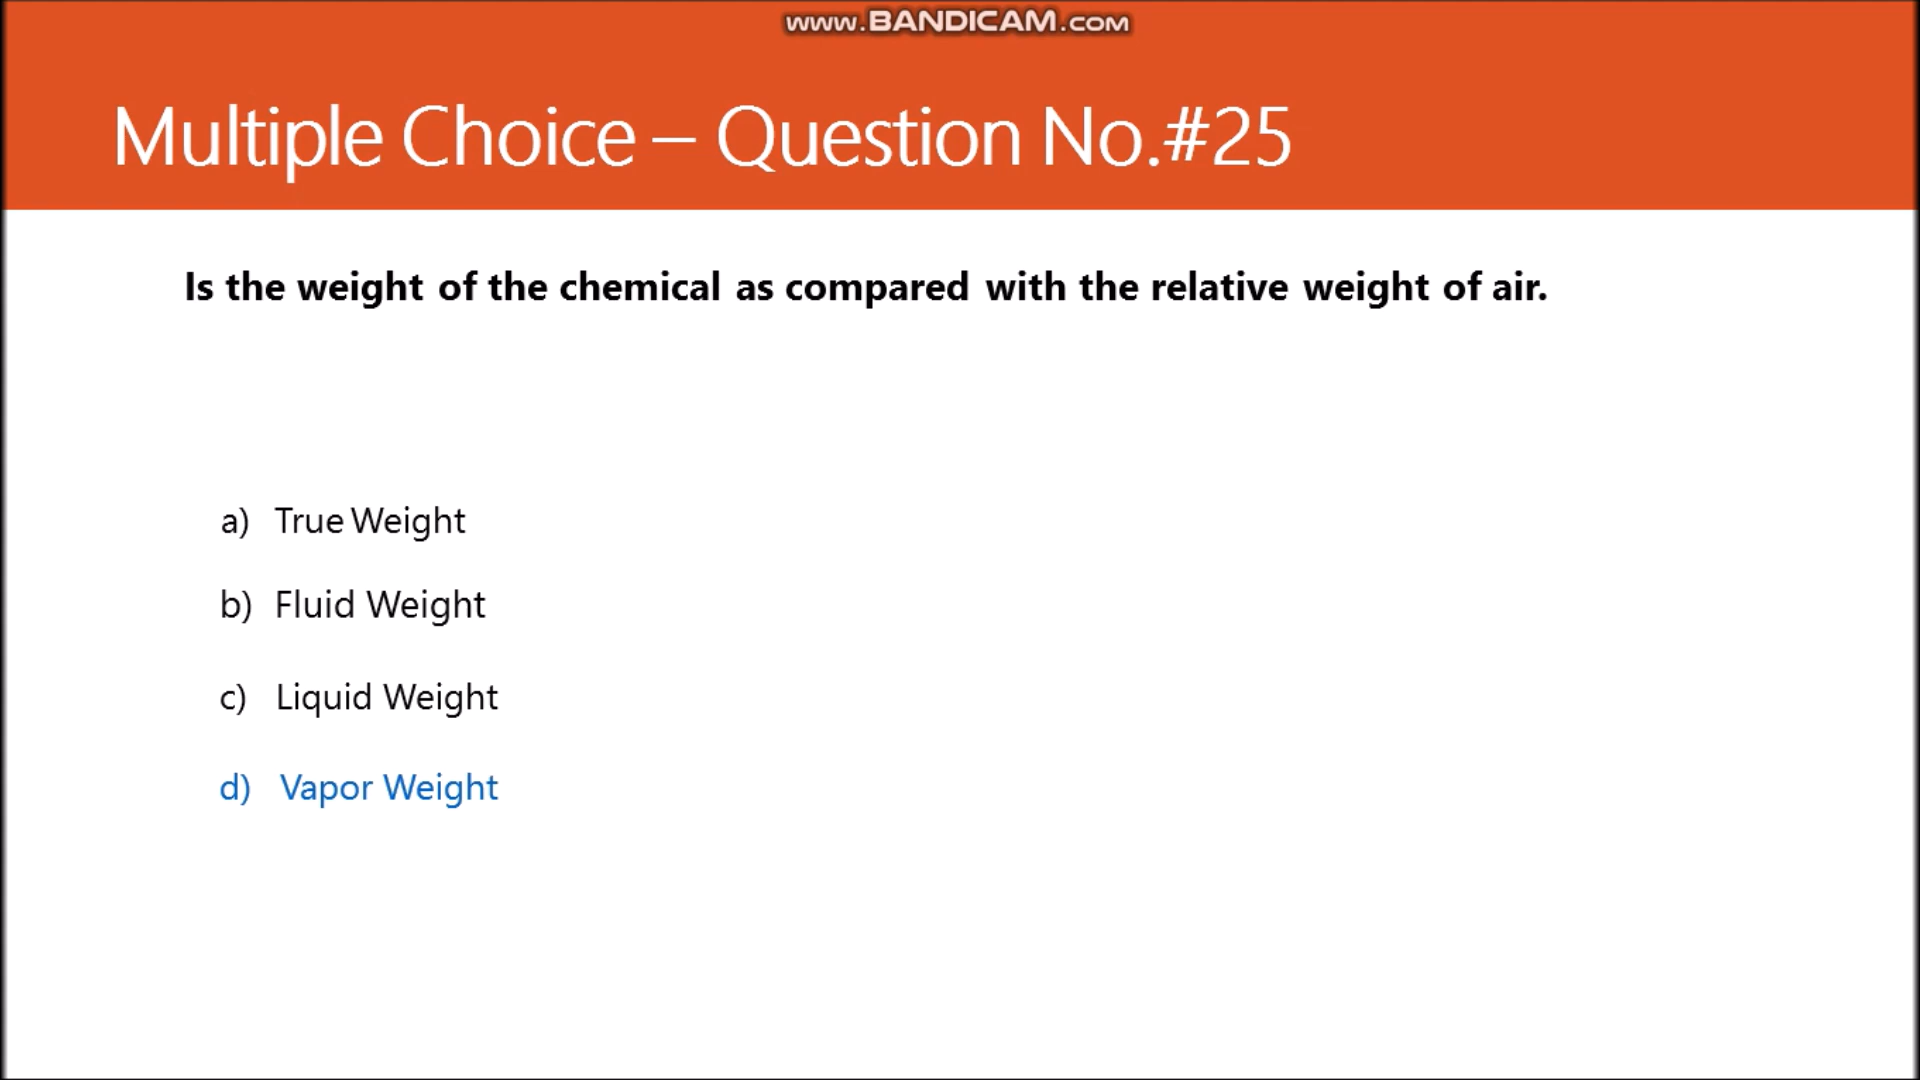 www.BANDICAM.com
Multiple Choice – Question No.#25
Is the weight of the chemical as compared with the relative weight of air.
a) True Weight
b) Fluid Weight
c) Liquid Weight
d) Vapor Weight